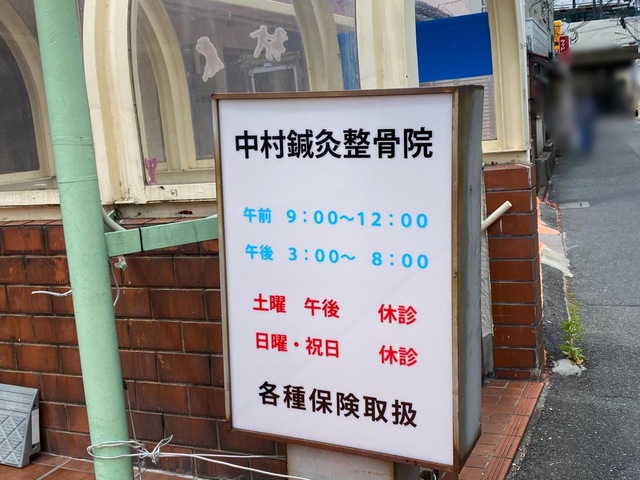 中村鍼灸整骨院
午前 9：00〜12：00
午後 3：00〜 8：00
土曜 午後 休診
日曜・祝日 休診
各種保険取扱